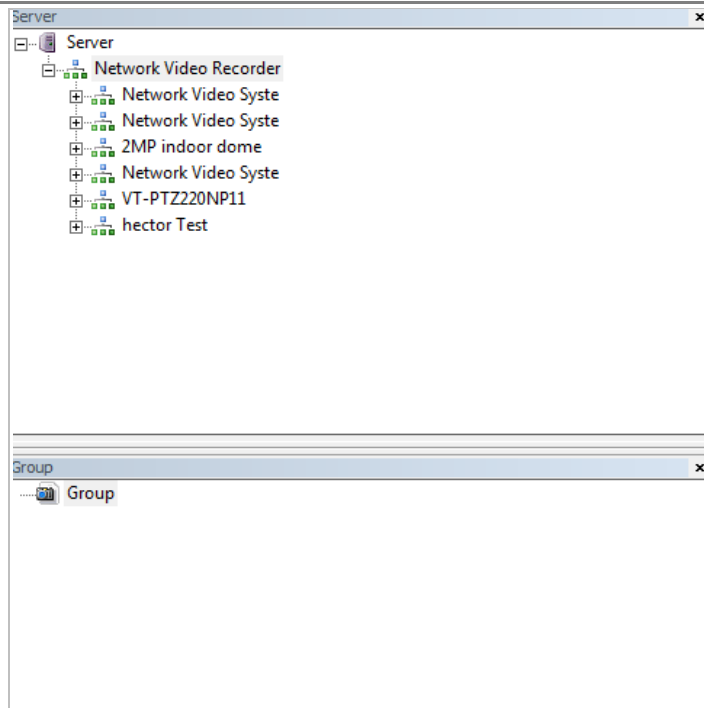 Server
Server
Network Video Recorder
Network Video Syste
Network Video Syste
2MP indoor dome
Network Video Syste
VT-PTZ220NP11
hector Test
Group
Group